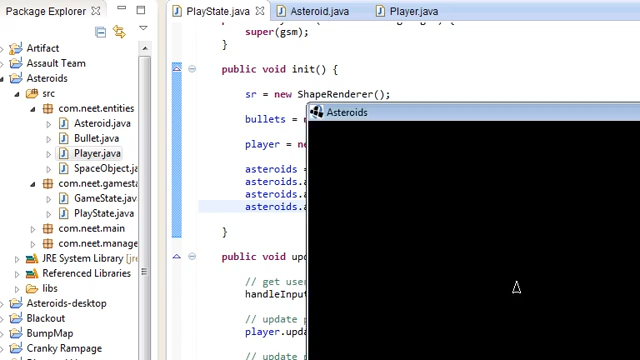 Package Explorer
PlayState.java
Asteroid.java
Player.java
Artifact
Assault Team
Asteroids
src
com.neet.entities
Asteroid.java
Bullet.java
Player.java
SpaceObject.ja
com.neet.gamesta
GameState.java
PlayState.java
com.neet.main
com.neet.manage
JRE System Library [jre
Referenced Libraries
libs
Asteroids-desktop
Blackout
BumpMap
Cranky Rampage
super(gsm);
}
public void init() {
sr = new ShapeRenderer();
bullets = n
player = ne
asteroids =
asteroids.a
asteroids.a
asteroids.a
}
public void upd
// get use
handleInput
// update p
player.upda
// update p
Asteroids